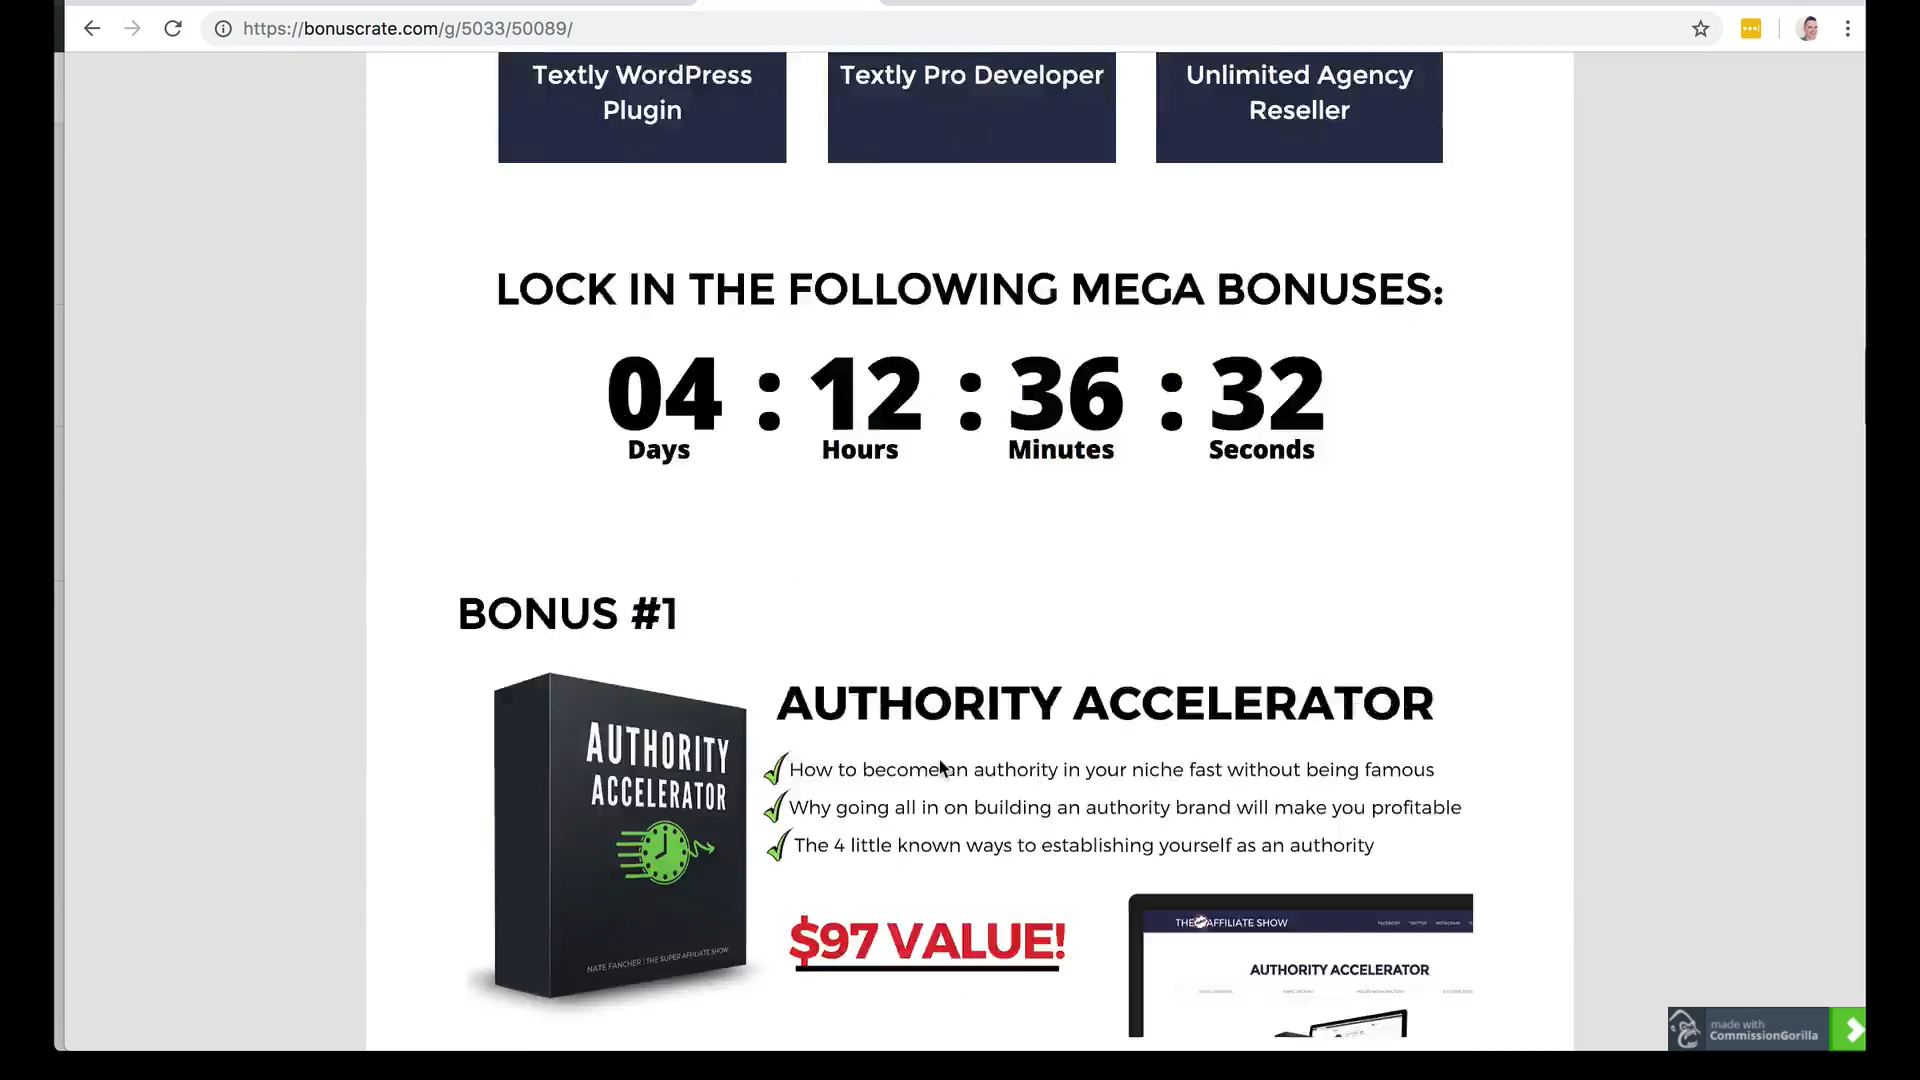 https://bonuscrate.com/g/5033/50089/
Textly WordPress
Plugin
Textly Pro Developer
Unlimited Agency
Reseller
LOCK IN THE FOLLOWING MEGA BONUSES:
04 : 12 : 36 : 32
Days Hours Minutes Seconds
BONUS #1
AUTHORITY
ACCELERATOR
NATE FANCHER | THE SUPER AFFILIATE SHOW
AUTHORITY ACCELERATOR
How to become an authority in your niche fast without being famous
Why going all in on building an authority brand will make you profitable
The 4 little known ways to establishing yourself as an authority
$97 VALUE!
THE AFFILIATE SHOW
FACEBOOK TWITTER INSTAGRAM
AUTHORITY ACCELERATOR
made with
CommissionGorilla